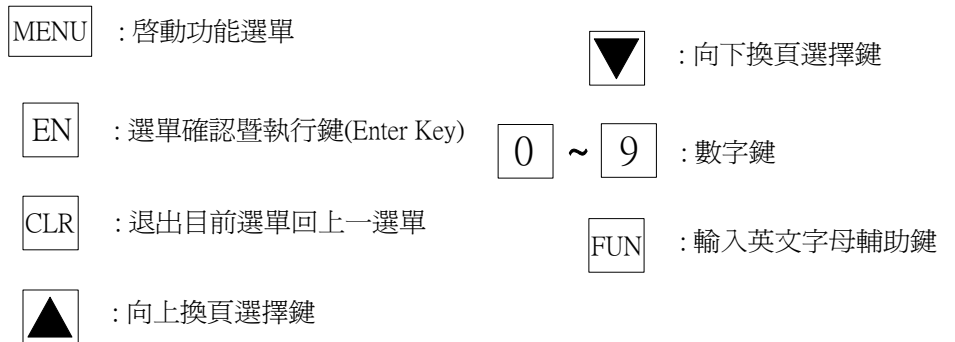 MENU : 啓動功能選單
EN : 選單確認暨執行鍵(Enter Key)
CLR : 退出目前選單回上一選單
▲ : 向上換頁選擇鍵
▼ : 向下換頁選擇鍵
0 ~ 9 : 數字鍵
FUN : 輸入英文字母輔助鍵